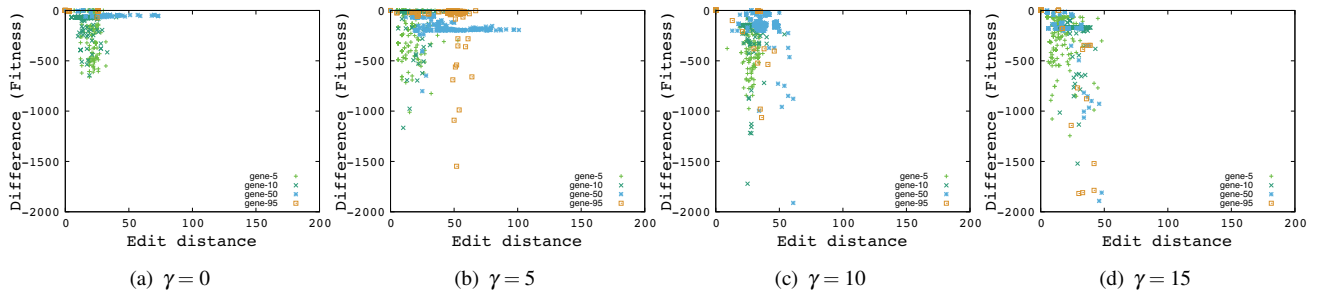 Difference (Fitness)
0
-500
-1000
-1500
-2000
gene-5
gene-10
gene-50
gene-95
0 50 100 150 200
Edit distance
(a) γ = 0
Difference (Fitness)
0
-500
-1000
-1500
-2000
gene-5
gene-10
gene-50
gene-95
0 50 100 150 200
Edit distance
(b) γ = 5
Difference (Fitness)
0
-500
-1000
-1500
-2000
gene-5
gene-10
gene-50
gene-95
0 50 100 150 200
Edit distance
(c) γ = 10
Difference (Fitness)
0
-500
-1000
-1500
-2000
gene-5
gene-10
gene-50
gene-95
0 50 100 150 200
Edit distance
(d) γ = 15